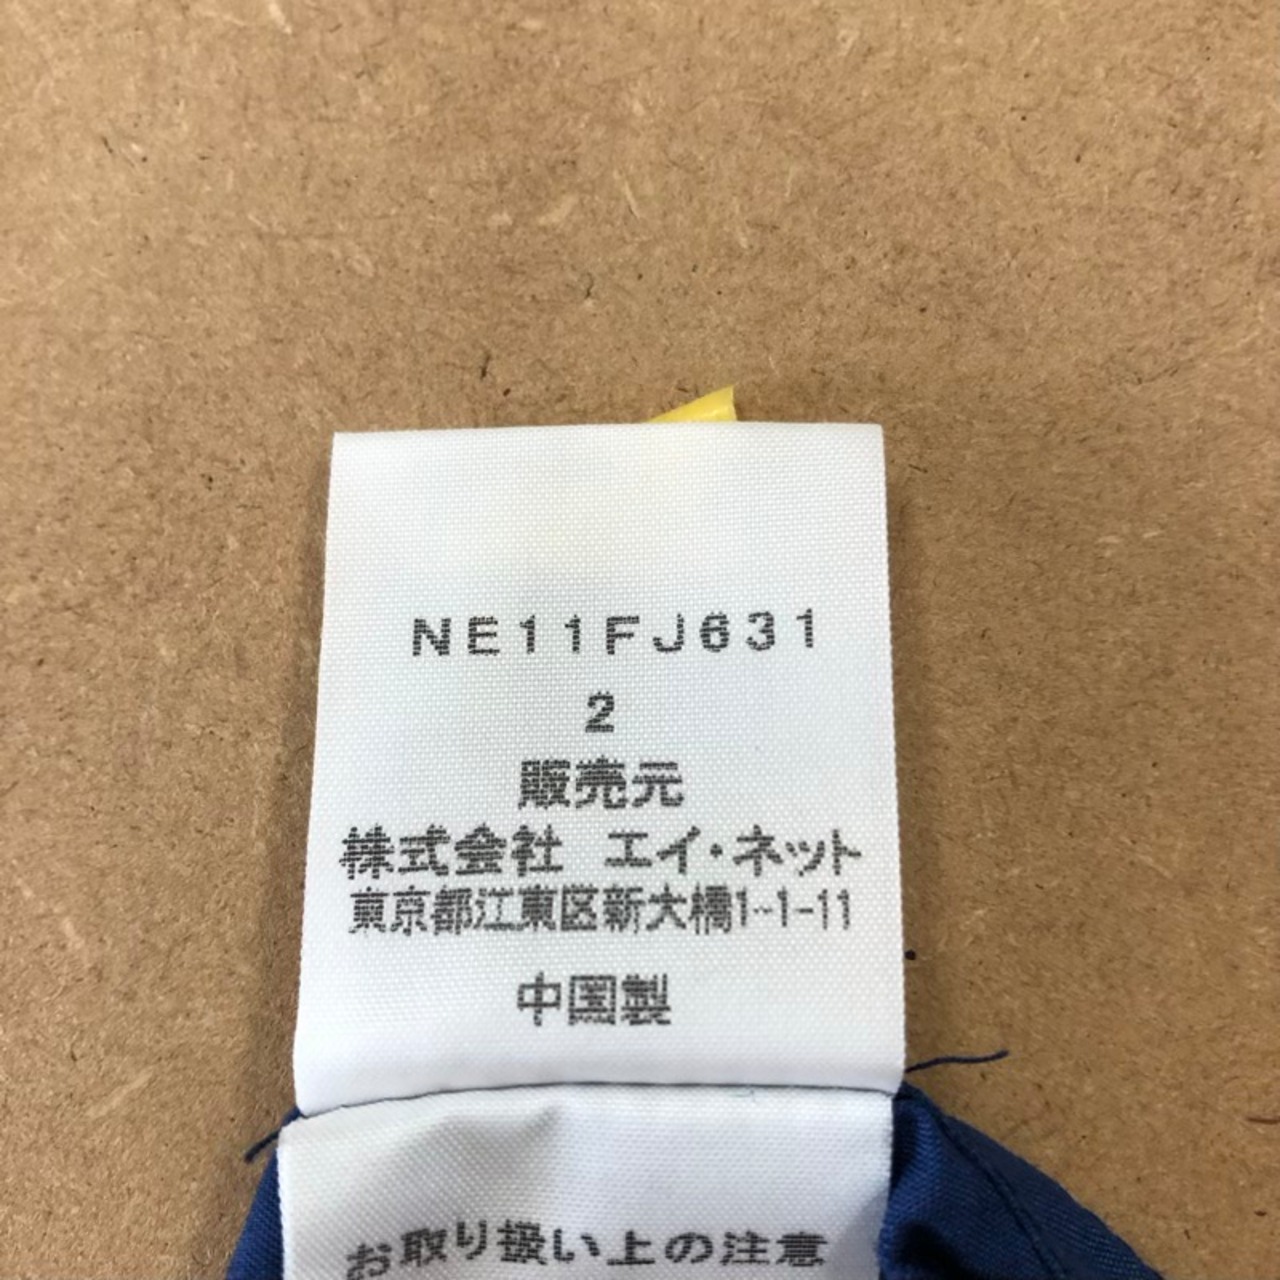 NE11FJ631
2
販売元
株式会社 エイ・ネット
東京都江東区新大橋1-1-11
中国製
お取り扱い上の注意